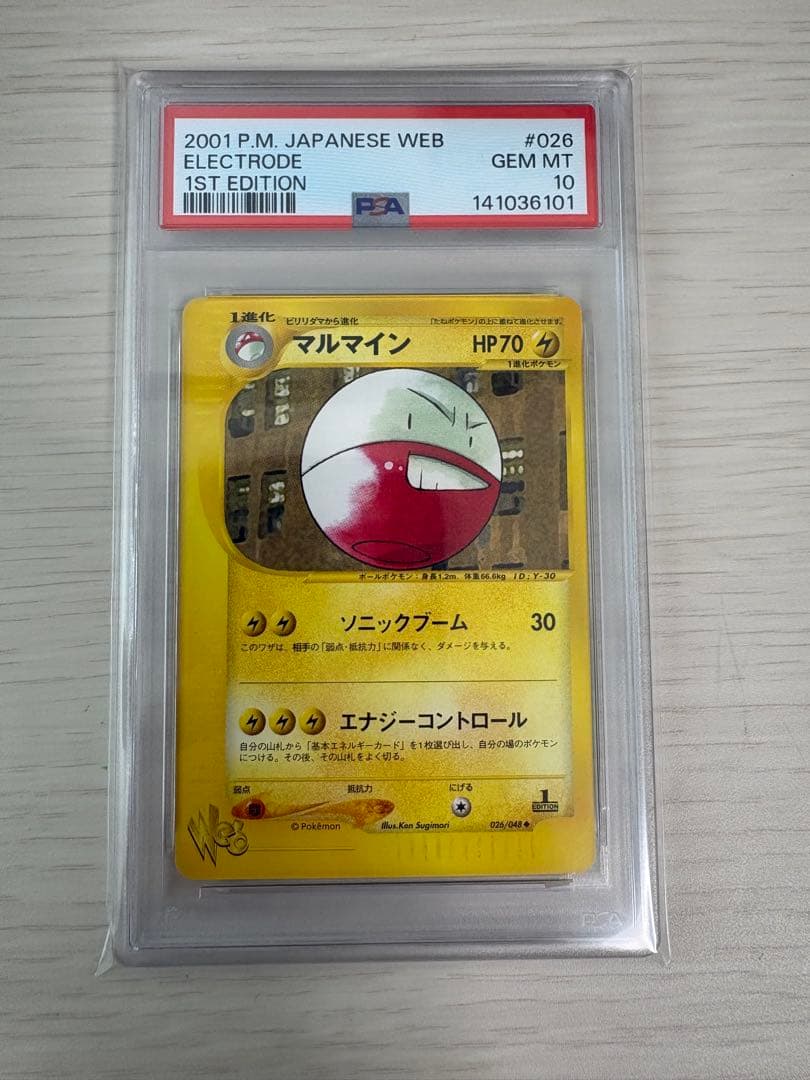 2001 P.M. JAPANESE WEB #026
ELECTRODE GEM MT
1ST EDITION 10
PSA 141036101
1進化 ビリリダマから進化 「たねポケモン」の上に重ねて進化させます。
マルマイン HP70
1進化ポケモン
ボールポケモン：身長1.2m 体重66.6kg ID:Y-30
ソニックブーム 30
このワザは、相手の「弱点・抵抗力」に関係なく、ダメージを与える。
エナジーコントロール
自分の山札から「基本エネルギーカード」を1枚選び出し、自分の場のポケモン
につける。その後、その山札をよく切る。
弱点 抵抗力 にげる
1
EDITION
Web
© Pokémon Illus.Ken Sugimori 026/048
PSA